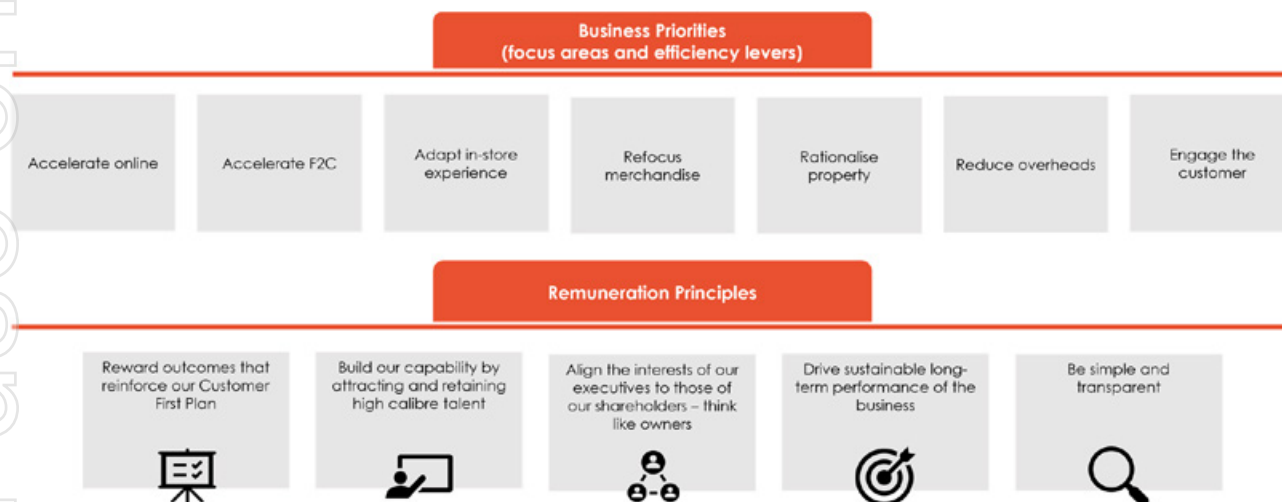 Business Priorities
(focus areas and efficiency levers)
Accelerate online
Accelerate F2C
Adapt in-store
experience
Refocus
merchandise
Rationalise
property
Reduce overheads
Engage the
customer
Remuneration Principles
Reward outcomes that
reinforce our Customer
First Plan
Build our capability by
attracting and retaining
high calibre talent
Align the interests of our
executives to those of
our shareholders – think
like owners
Drive sustainable long-
term performance of the
business
Be simple and
transparent